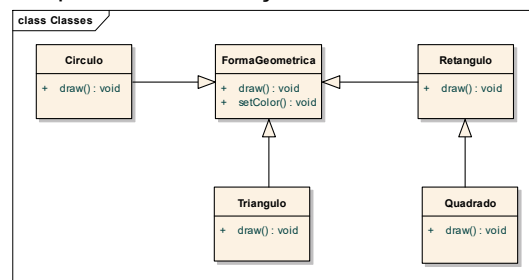 class Classes
Circulo
+ draw() : void
FormaGeometrica
+ draw() : void
+ setColor() : void
Retangulo
+ draw() : void
Triangulo
+ draw() : void
Quadrado
+ draw() : void